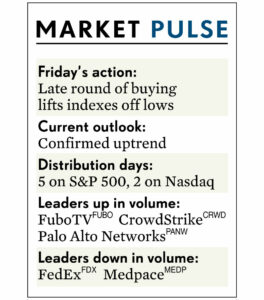 MARKET PULSE
Friday's action:
Late round of buying
lifts indexes off lows
Current outlook:
Confirmed uptrend
Distribution days:
5 on S&P 500, 2 on Nasdaq
Leaders up in volume:
FuboTV FUBO CrowdStrike CRWD
Palo Alto Networks PANW
Leaders down in volume:
FedEx FDX Medpace MEDP